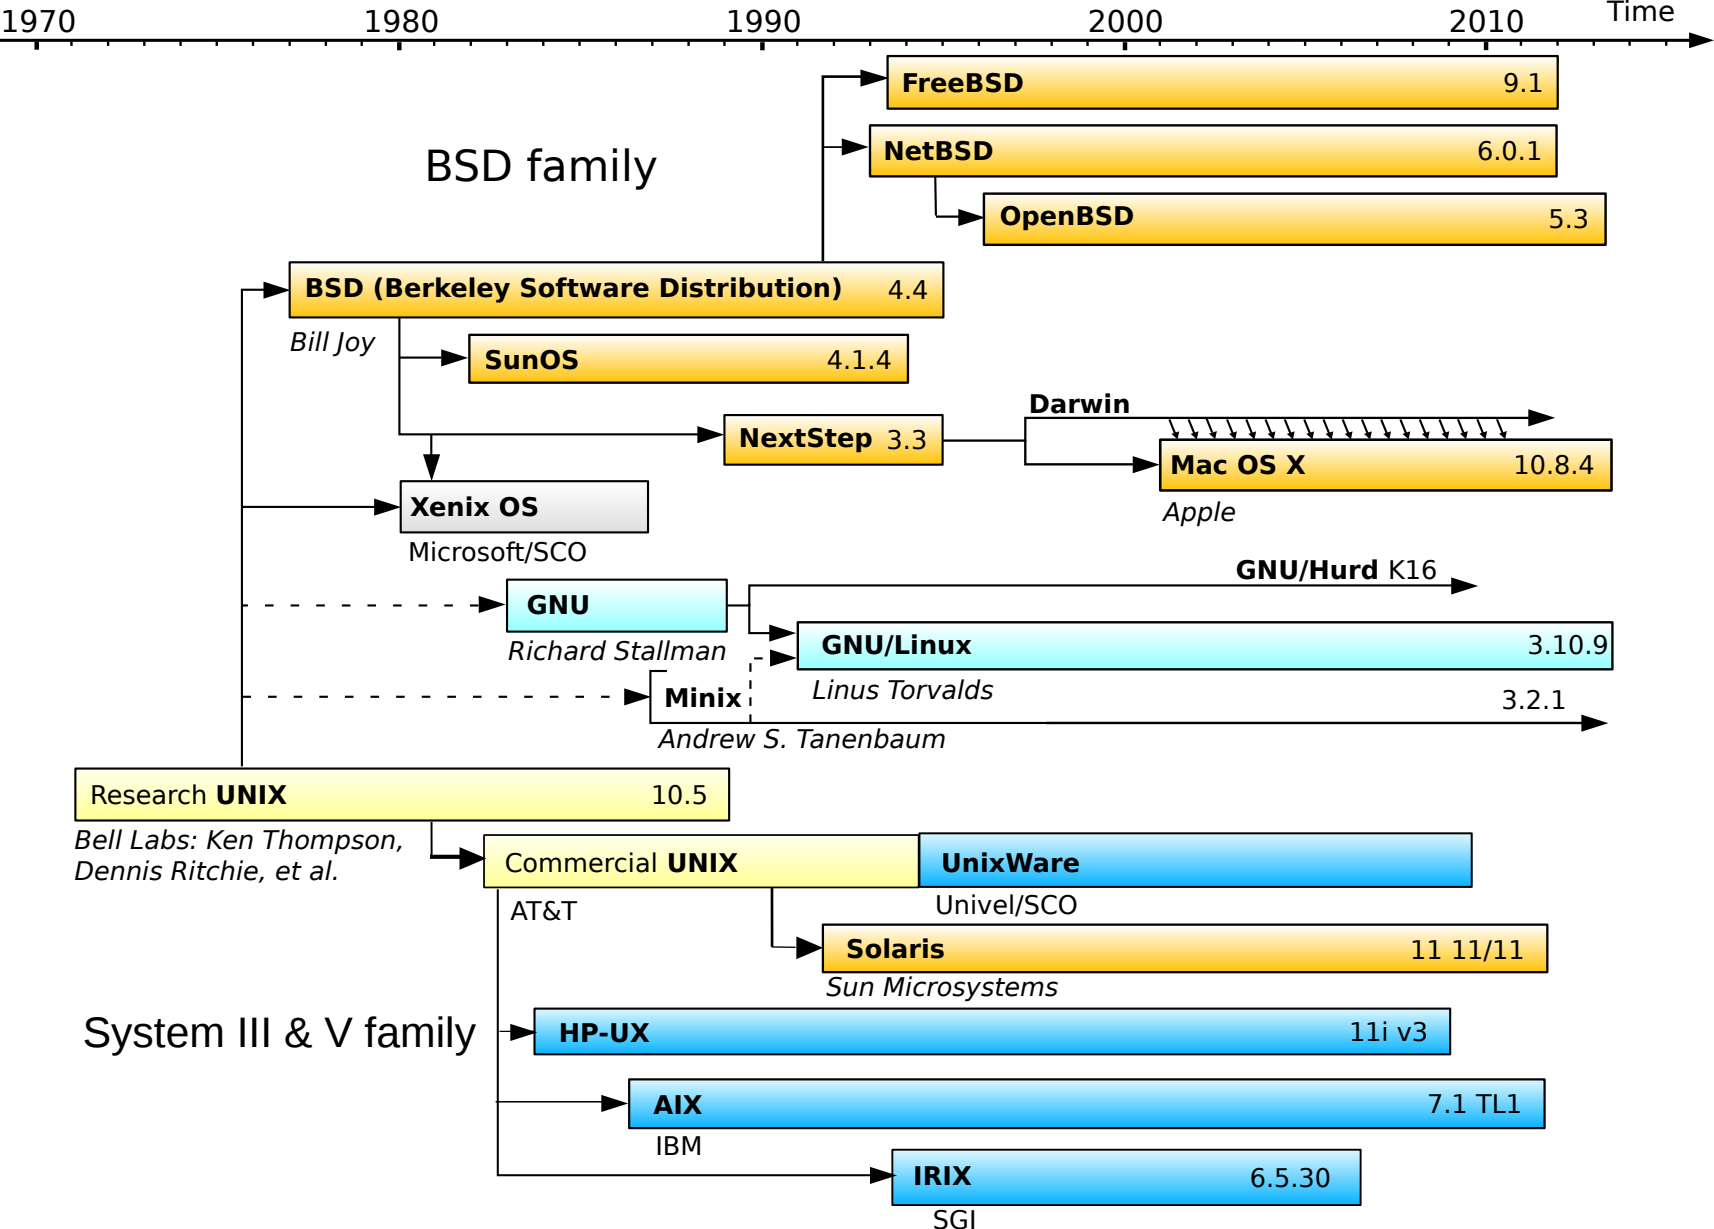 1970 1980 1990 2000 2010 Time
FreeBSD 9.1
BSD family
NetBSD 6.0.1
OpenBSD 5.3
BSD (Berkeley Software Distribution) 4.4
Bill Joy
SunOS 4.1.4
Darwin
NextStep 3.3
Mac OS X 10.8.4
Apple
Xenix OS
Microsoft/SCO
GNU/Hurd K16
GNU
Richard Stallman
GNU/Linux 3.10.9
Linus Torvalds
Minix 3.2.1
Andrew S. Tanenbaum
Research UNIX 10.5
Bell Labs: Ken Thompson,
Dennis Ritchie, et al.
Commercial UNIX
AT&T
UnixWare
Univel/SCO
Solaris 11 11/11
Sun Microsystems
System III & V family
HP-UX 11i v3
AIX 7.1 TL1
IBM
IRIX 6.5.30
SGI